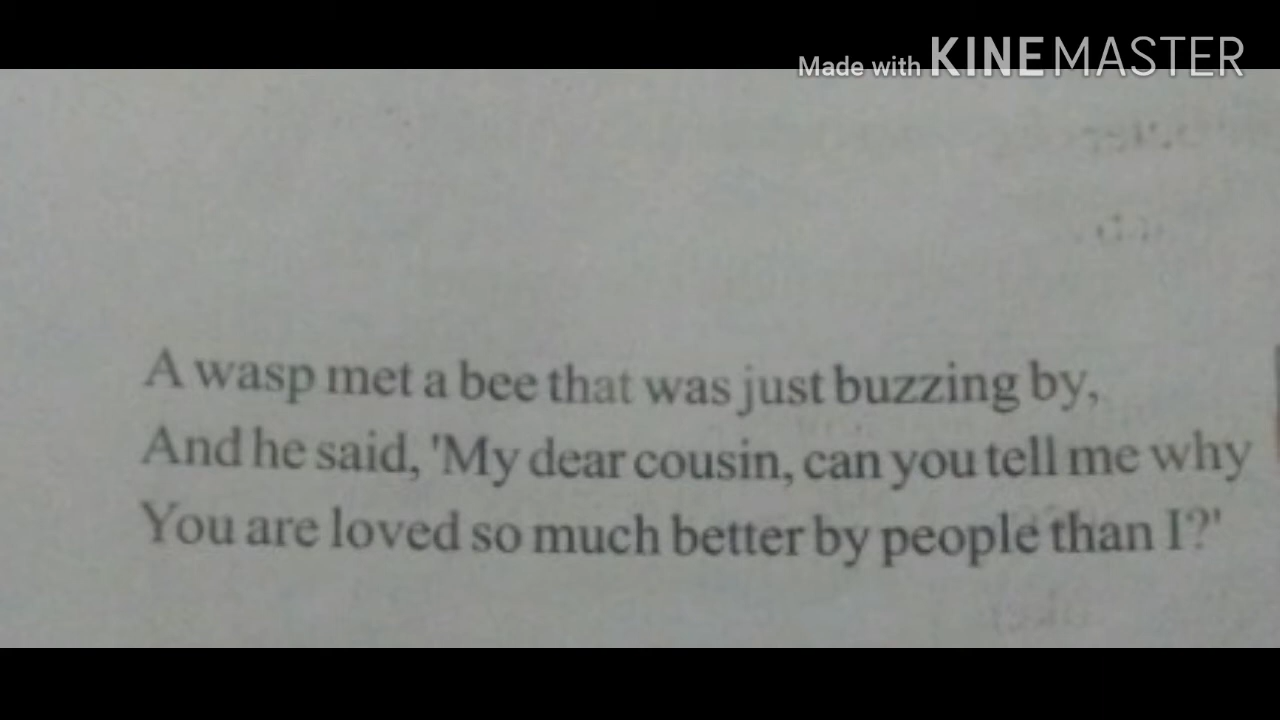 Made with KINEMASTER
A wasp met a bee that was just buzzing by,
And he said, 'My dear cousin, can you tell me why
You are loved so much better by people than I?'